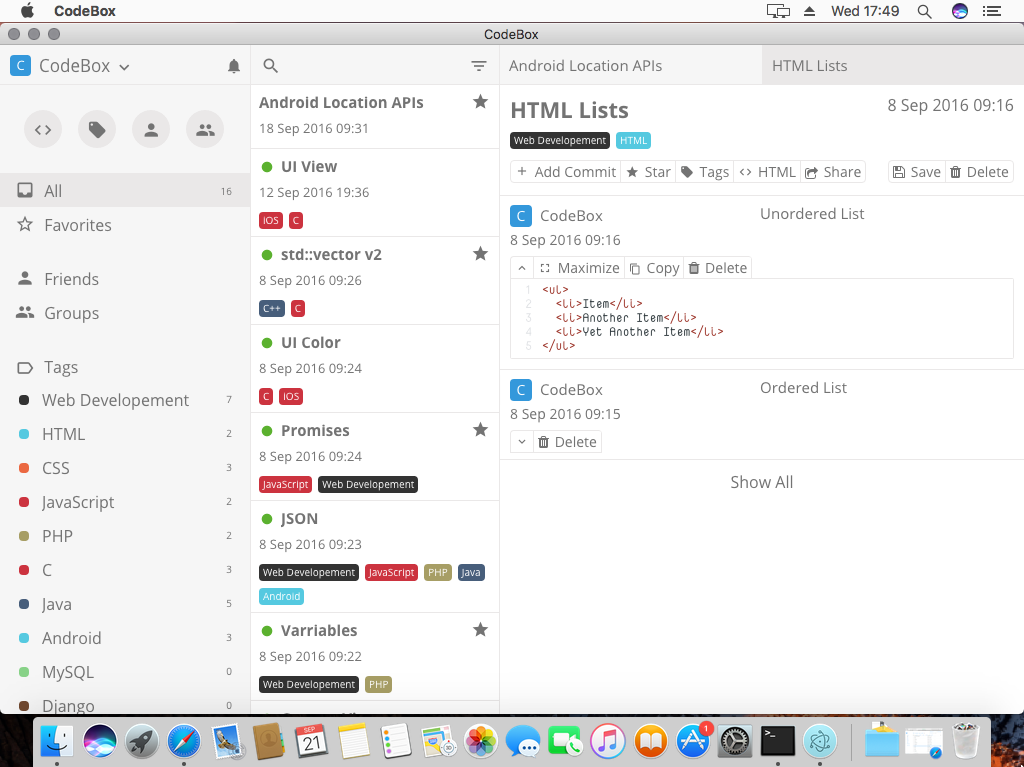 CodeBox
Wed 17:49
CodeBox
C CodeBox
All 16
Favorites
Friends
Groups
Tags
Web Developement 7
HTML 2
CSS 3
JavaScript 2
PHP 2
C 3
Java 5
Android 3
MySQL 0
Django 0
Android Location APIs
18 Sep 2016 09:31
UI View
12 Sep 2016 19:36
iOS C
std::vector v2
8 Sep 2016 09:26
C++ C
UI Color
8 Sep 2016 09:24
C iOS
Promises
8 Sep 2016 09:24
JavaScript Web Developement
JSON
8 Sep 2016 09:23
Web Developement JavaScript PHP Java
Android
Varriables
8 Sep 2016 09:22
Web Developement PHP
Android Location APIs HTML Lists
HTML Lists 8 Sep 2016 09:16
Web Developement HTML
+ Add Commit Star Tags <> HTML Share Save Delete
C CodeBox Unordered List
8 Sep 2016 09:16
Maximize Copy Delete
1 <ul>
2 <li>Item</li>
3 <li>Another Item</li>
4 <li>Yet Another Item</li>
5 </ul>
C CodeBox Ordered List
8 Sep 2016 09:15
Delete
Show All
SEP
21
1